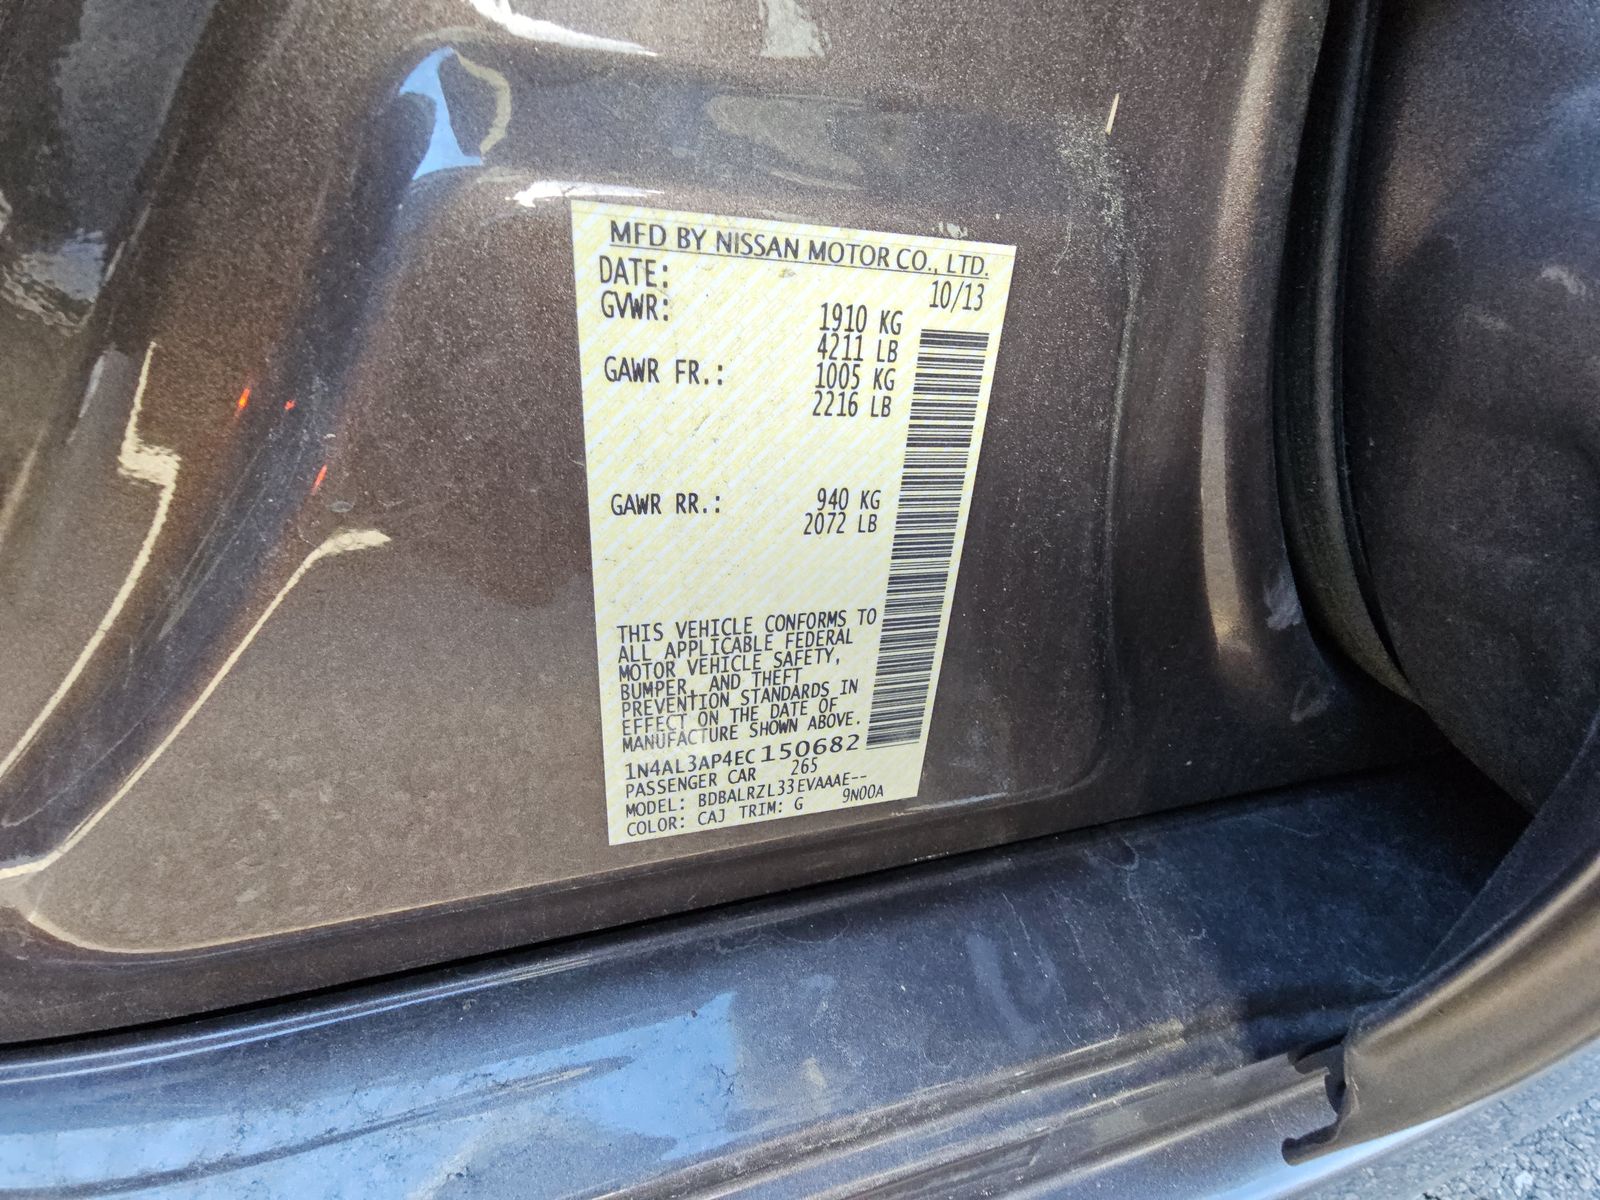 MFD BY NISSAN MOTOR CO., LTD.
DATE: 10/13
GVWR: 1910 KG
4211 LB
GAWR FR.: 1005 KG
2216 LB
GAWR RR.: 940 KG
2072 LB
THIS VEHICLE CONFORMS TO
ALL APPLICABLE FEDERAL
MOTOR VEHICLE SAFETY,
BUMPER, AND THEFT
PREVENTION STANDARDS IN
EFFECT ON THE DATE OF
MANUFACTURE SHOWN ABOVE.
1N4AL3AP4EC150682
PASSENGER CAR 265
MODEL: BDBALRZL33EVAAAE--
COLOR: CAJ TRIM: G 9N00A